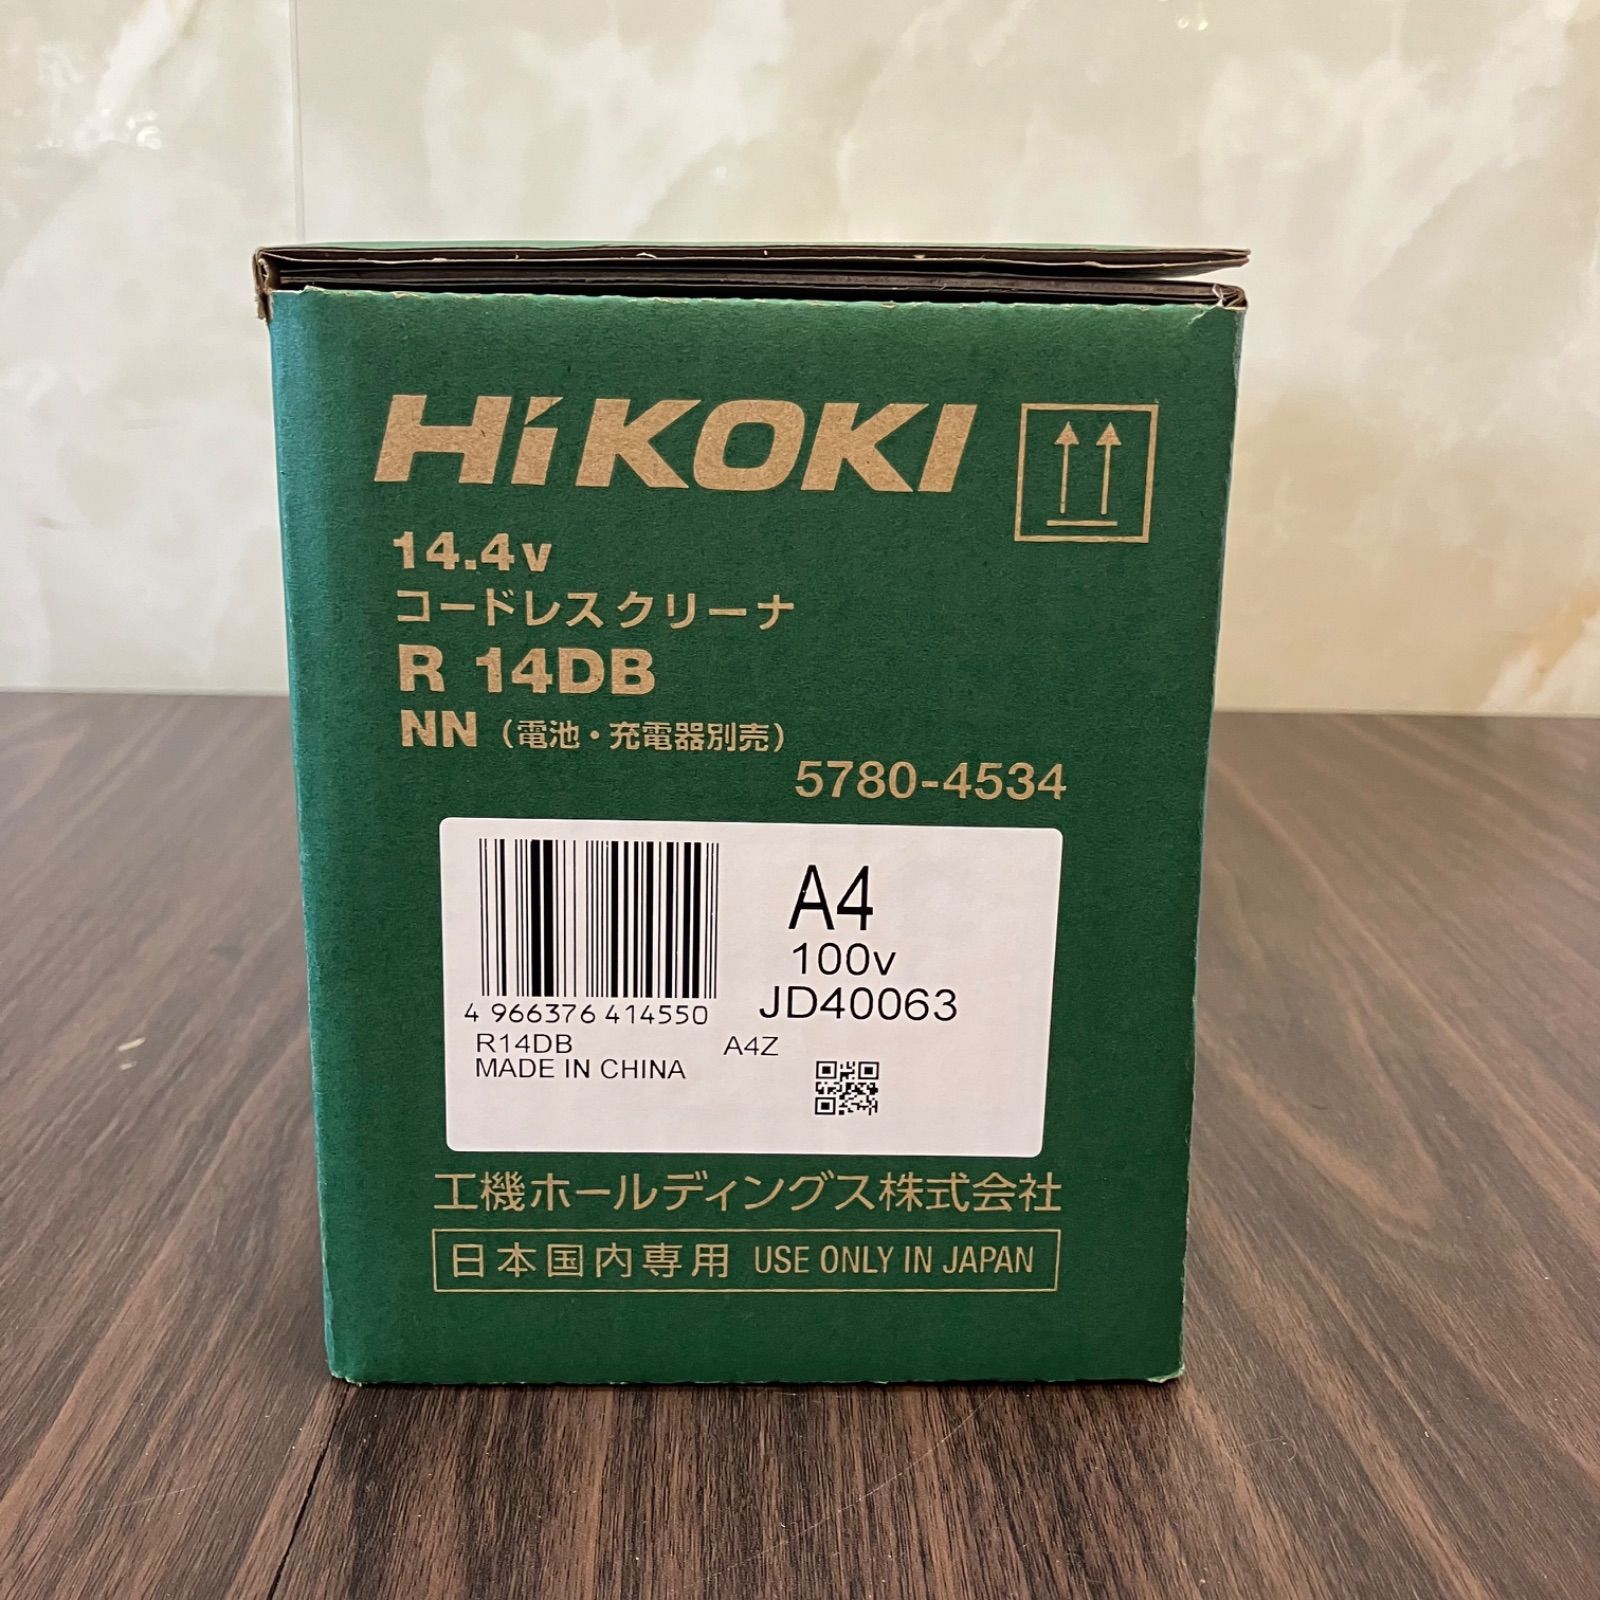 HiKOKI
14.4v
コードレスクリーナ
R 14DB
NN（電池・充電器別売）
5780-4534
A4
100v
4 966376 414550
JD40063
R14DB A4Z
MADE IN CHINA
工機ホールディングス株式会社
日本国内専用 USE ONLY IN JAPAN